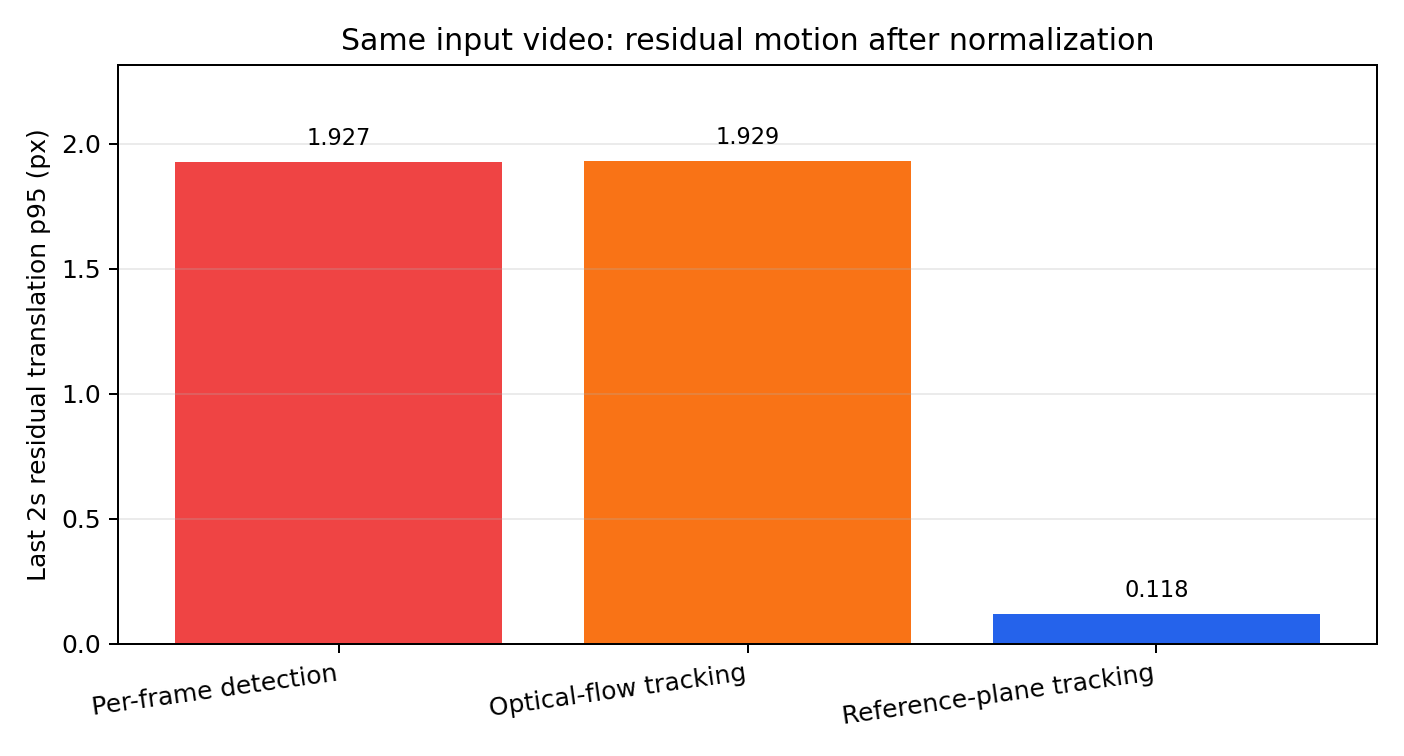 Same input video: residual motion after normalization
Last 2s residual translation p95 (px)
2.0
1.5
1.0
0.5
0.0
1.927
1.929
0.118
Per-frame detection
Optical-flow tracking
Reference-plane tracking